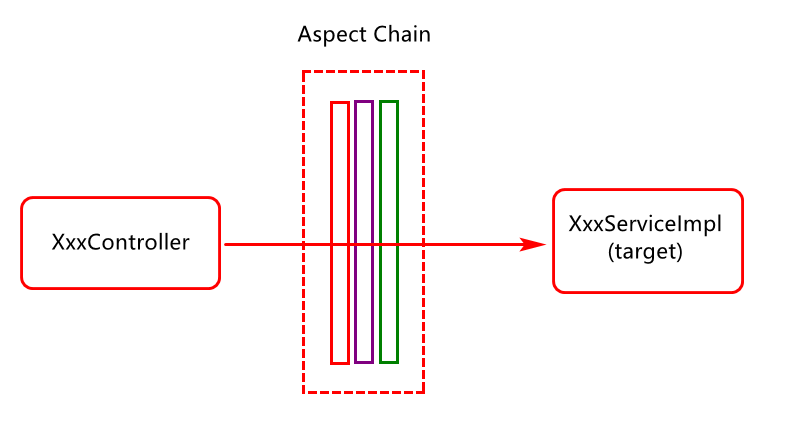 Aspect Chain
XxxController
XxxServiceImpl
(target)